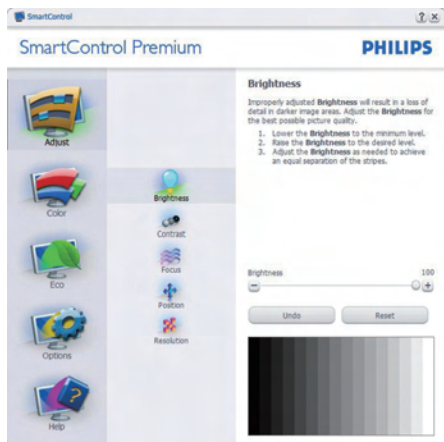 SmartControl
SmartControl Premium
PHILIPS
Adjust
Color
Eco
Options
Help
Brightness
Contrast
Focus
Position
Resolution
Brightness
Improperly adjusted Brightness will result in a loss of
detail in darker image areas. Adjust the Brightness for
the best possible picture quality.
1. Lower the Brightness to the minimum level.
2. Raise the Brightness to the desired level.
3. Adjust the Brightness as needed to achieve
an equal separation of the stripes.
Brightness 100
Undo Reset